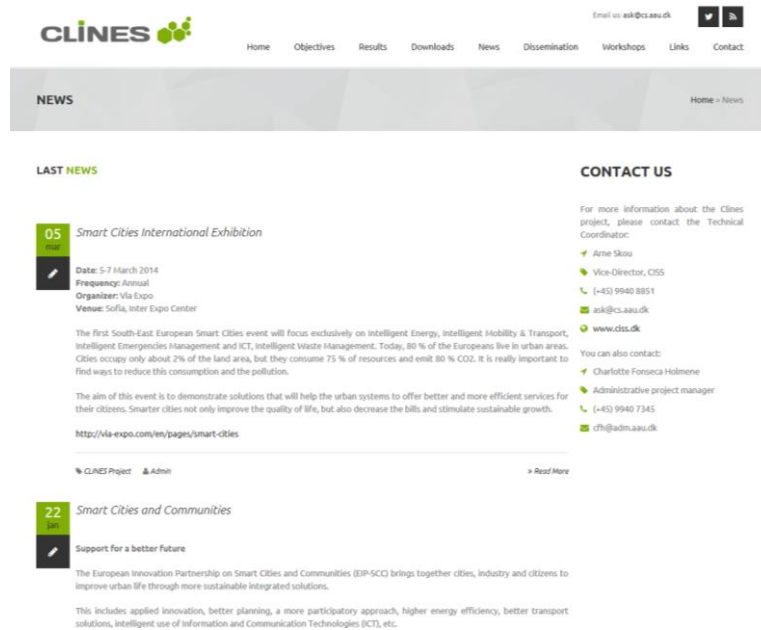 Email us: ask@cs.aau.dk
CLINES
Home Objectives Results Downloads News Dissemination Workshops Links Contact
NEWS
Home > News
LAST NEWS
05
mar
Smart Cities International Exhibition
Date: 5-7 March 2014
Frequency: Annual
Organizer: Via Expo
Venue: Sofia, Inter Expo Center
The first South-East European Smart Cities event will focus exclusively on Intelligent Energy, Intelligent Mobility & Transport,
Intelligent Emergencies Management and ICT, Intelligent Waste Management. Today, 80 % of the Europeans live in urban areas.
Cities occupy only about 2% of the land area, but they consume 75 % of resources and emit 80 % CO2. It is really important to
find ways to reduce this consumption and the pollution.
The aim of this event is to demonstrate solutions that will help the urban systems to offer better and more efficient services for
their citizens. Smarter cities not only improve the quality of life, but also decrease the bills and stimulate sustainable growth.
http://via-expo.com/en/pages/smart-cities
CLINES Project Admin
» Read More
22
jan
Smart Cities and Communities
Support for a better future
The European Innovation Partnership on Smart Cities and Communities (EIP-SCC) brings together cities, industry and citizens to
improve urban life through more sustainable integrated solutions.
This includes applied innovation, better planning, a more participatory approach, higher energy efficiency, better transport
solutions, intelligent use of Information and Communication Technologies (ICT), etc.
CONTACT US
For more information about the Clines
project, please contact the Technical
Coordinator:
Arne Skou
Vice-Director, CISS
(+45) 9940 8851
ask@cs.aau.dk
www.ciss.dk
You can also contact:
Charlotte Fonseca Holmene
Administrative project manager
(+45) 9940 7345
cfh@adm.aau.dk